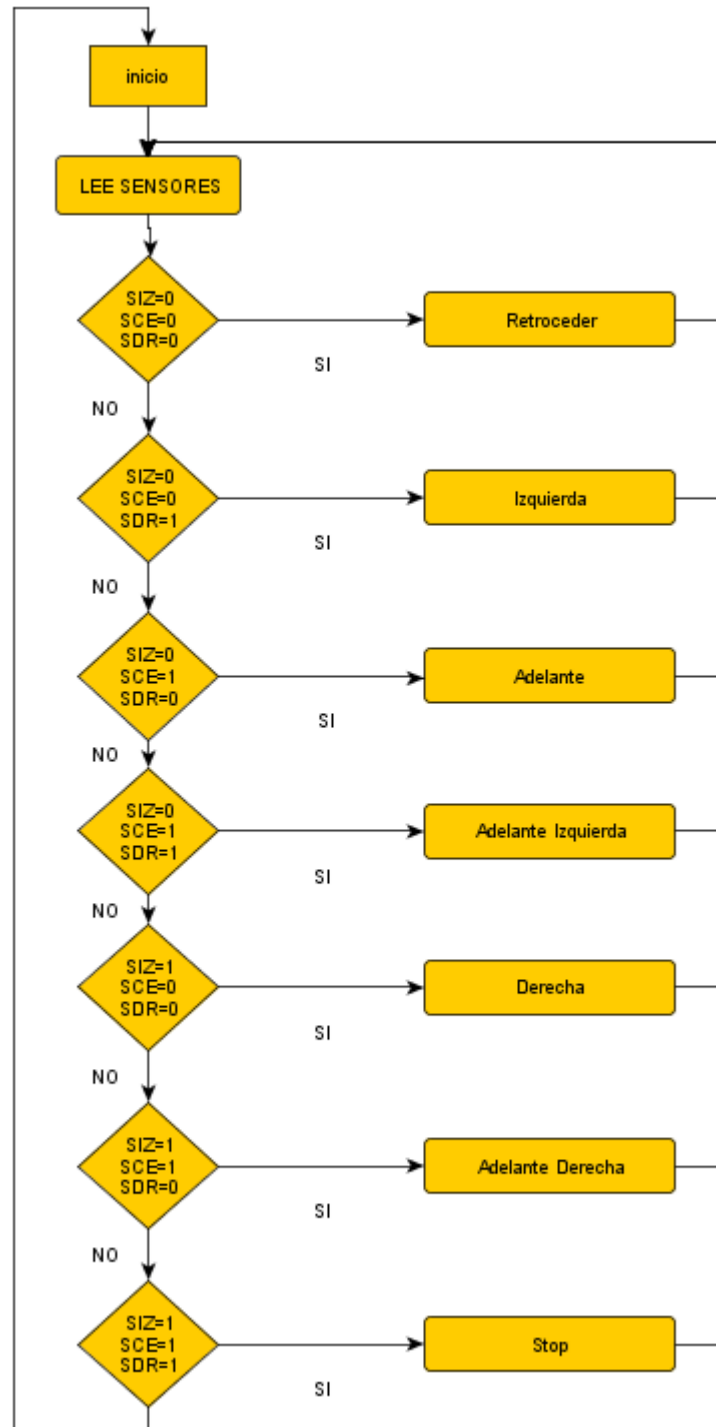 inicio
LEE SENSORES
SIZ=0
SCE=0
SDR=0
Retroceder
SI
NO
SIZ=0
SCE=0
SDR=1
Izquierda
SI
NO
SIZ=0
SCE=1
SDR=0
Adelante
SI
NO
SIZ=0
SCE=1
SDR=1
Adelante Izquierda
SI
NO
SIZ=1
SCE=0
SDR=0
Derecha
SI
NO
SIZ=1
SCE=1
SDR=0
Adelante Derecha
SI
NO
SIZ=1
SCE=1
SDR=1
Stop
SI